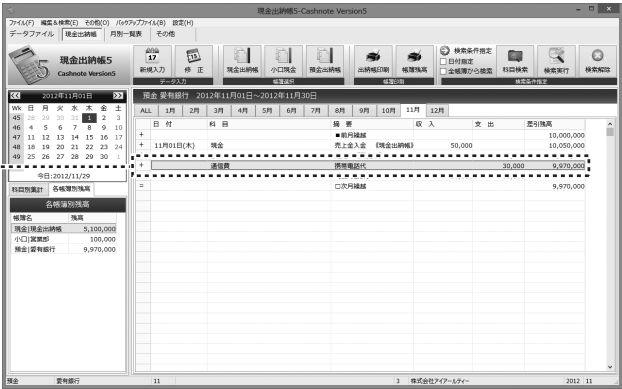 現金出納帳5-Cashnote Version5
ファイル(F) 編集&検索(E) その他(O) バックアップファイル(B) 設定(H)
データファイル 現金出納帳 月別一覧表 その他
現金出納帳5
Cashnote Version5
新規入力 修 正 現金出納帳 小口現金 預金出納帳 出納帳印刷 帳簿残高 検索条件指定 科目検索 検索実行 検索解除
17
日付指定
全帳簿から検索
データ入力 帳簿選択 帳簿印刷 検索条件指定
2012年11月01日
Wk 日 月 火 水 木 金 土
45 28 29 30 31 1 2 3
46 4 5 6 7 8 9 10
47 11 12 13 14 15 16 17
48 18 19 20 21 22 23 24
49 25 26 27 28 29 30 1
今日:2012/11/29
科目別集計 各帳簿別残高
各帳簿別残高
帳簿名 残高
現金|現金出納帳 5,100,000
小口|営業部 100,000
預金|愛有銀行 9,970,000
預金 愛有銀行 2012年11月01日~2012年11月30日
ALL 1月 2月 3月 4月 5月 6月 7月 8月 9月 10月 11月 12月
日 付 科 目 摘 要 収 入 支 出 差引残高
+ ■前月繰越 10,000,000
+ 11月01日(木) 現金 売上金入金 『現金出納帳』 50,000 10,050,000
+ 通信費 携帯電話代 30,000 9,970,000
= □次月繰越 9,970,000
預金 愛有銀行 11 3 株式会社アイアールティー 2012 11